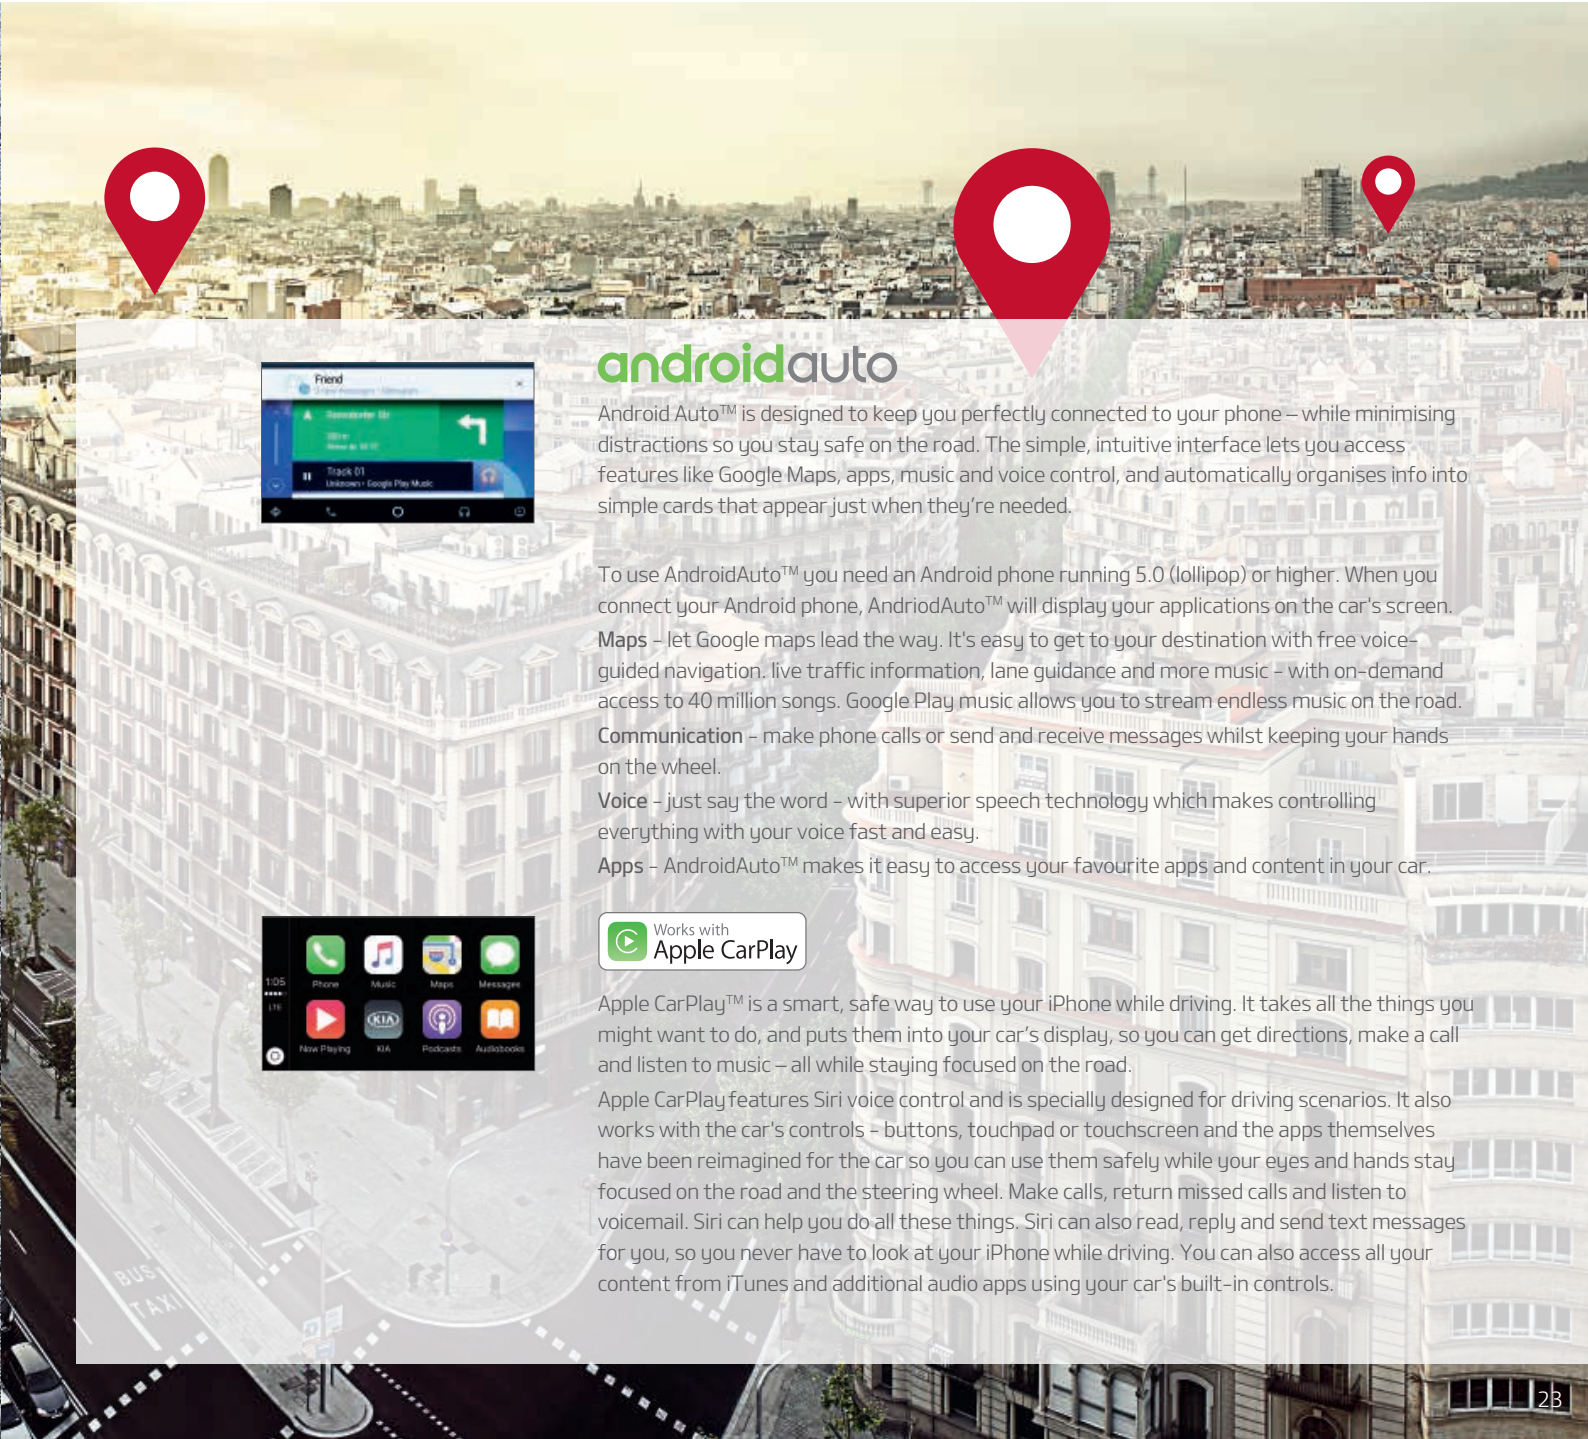 androidauto
Friend
Track 01
Unknown • Google Play Music
Android Auto™ is designed to keep you perfectly connected to your phone – while minimising
distractions so you stay safe on the road. The simple, intuitive interface lets you access
features like Google Maps, apps, music and voice control, and automatically organises info into
simple cards that appear just when they’re needed.
To use AndroidAuto™ you need an Android phone running 5.0 (lollipop) or higher. When you
connect your Android phone, AndriodAuto™ will display your applications on the car's screen.
Maps - let Google maps lead the way. It's easy to get to your destination with free voice-
guided navigation. live traffic information, lane guidance and more music - with on-demand
access to 40 million songs. Google Play music allows you to stream endless music on the road.
Communication - make phone calls or send and receive messages whilst keeping your hands
on the wheel.
Voice - just say the word - with superior speech technology which makes controlling
everything with your voice fast and easy.
Apps - AndroidAuto™ makes it easy to access your favourite apps and content in your car.
Works with
Apple CarPlay
1:05
LTE
Phone Music Maps Messages
KIA
Now Playing KIA Podcasts Audiobooks
Apple CarPlay™ is a smart, safe way to use your iPhone while driving. It takes all the things you
might want to do, and puts them into your car’s display, so you can get directions, make a call
and listen to music – all while staying focused on the road.
Apple CarPlay features Siri voice control and is specially designed for driving scenarios. It also
works with the car's controls - buttons, touchpad or touchscreen and the apps themselves
have been reimagined for the car so you can use them safely while your eyes and hands stay
focused on the road and the steering wheel. Make calls, return missed calls and listen to
voicemail. Siri can help you do all these things. Siri can also read, reply and send text messages
for you, so you never have to look at your iPhone while driving. You can also access all your
content from iTunes and additional audio apps using your car's built-in controls.
BUS
TAXI
23